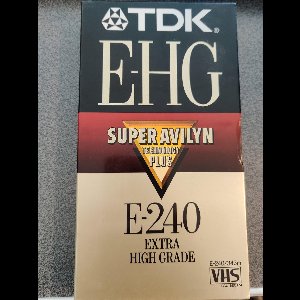 TDK®
E-HG
SUPER AVILYN
TECHNOLOGY
PLUS
E-240
EXTRA
HIGH GRADE
VHS